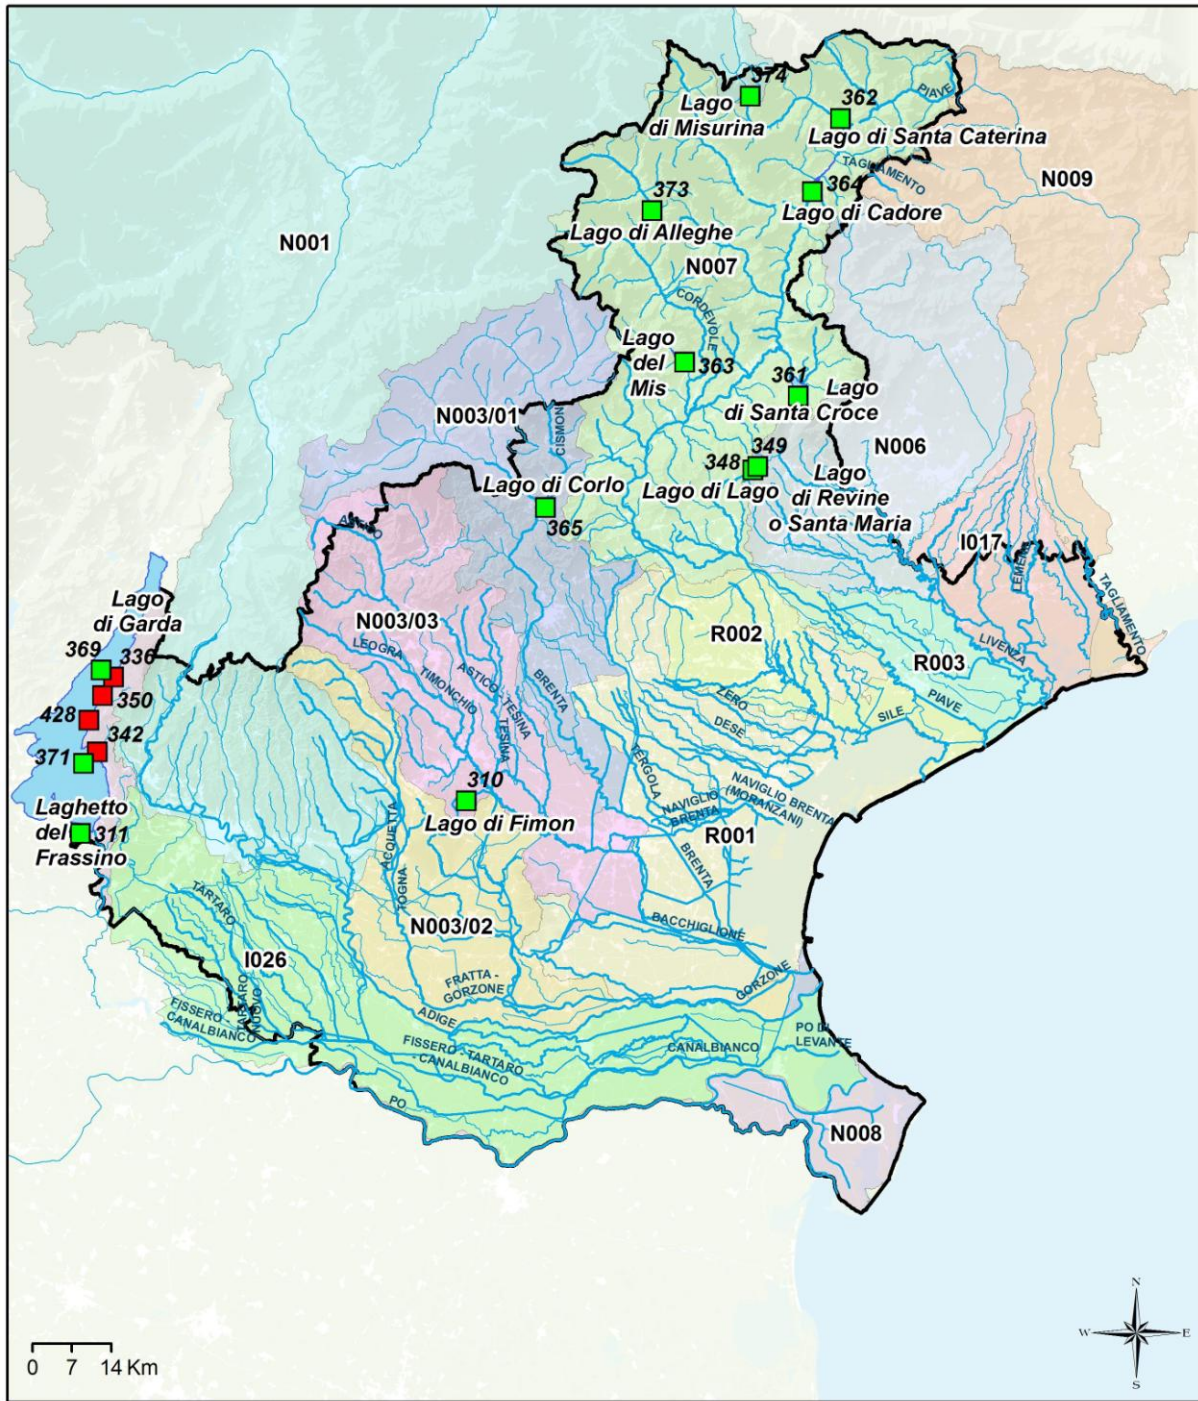 374
Lago
di Misurina
362
PIAVE
Lago di Santa Caterina
TAGLIAMENTO
N009
373
364
Lago di Alleghe
Lago di Cadore
N001
N007
CORDEVOLE
Lago
del
Mis
363
361
Lago
di Santa Croce
N003/01
CISMON
N006
349
348
Lago di Corlo
Lago di Lago
Lago
di Revine
o Santa Maria
365
I017
LEMENE
TAGLIAMENTO
Lago
di Garda
N003/03
R002
LIVENZA
LEOGRA
TIMONCHIO
ASTICO - TESINA
TESINA
BRENTA
R003
369
336
350
428
342
371
ZERO
DESE
SILE
PIAVE
TERGOLA
NAVIGLIO BRENTA
(MORANZANI)
NAVIGLIO
BRENTA
310
Lago di Fimon
Laghetto
del
Frassino
311
R001
ACQUETTA
TOGNA
BRENTA
TARTARO
N003/02
BACCHIGLIONE
I026
FRATTA -
GORZONE
GORZONE
TARTARO
NUOVO
FISSERO -
CANALBIANCO
ADIGE
FISSERO - TARTARO
- CANALBIANCO
CANALBIANCO
PO DI
LEVANTE
PO
N008
N
W E
S
0 7 14 Km